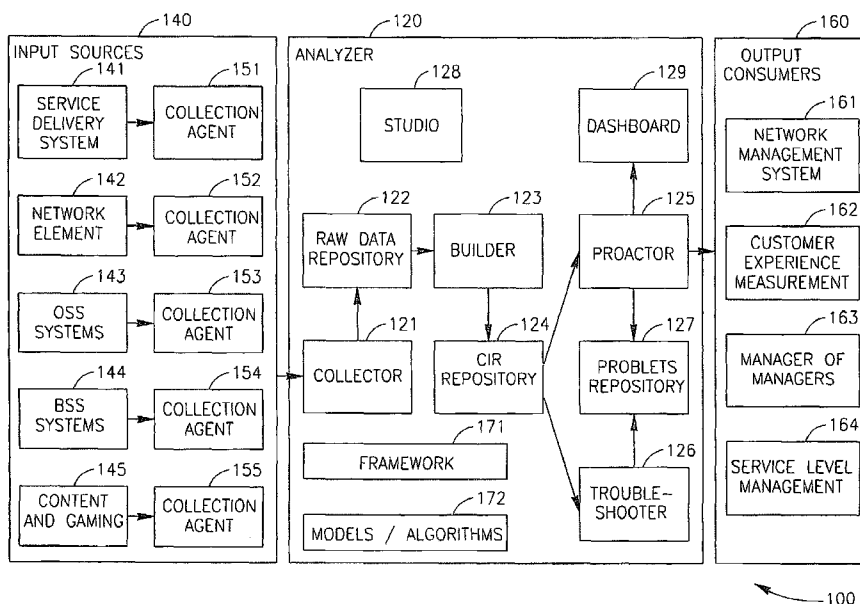 140
INPUT SOURCES
141
SERVICE
DELIVERY
SYSTEM
151
COLLECTION
AGENT
142
NETWORK
ELEMENT
152
COLLECTION
AGENT
143
OSS SYSTEMS
153
COLLECTION
AGENT
144
BSS
SYSTEMS
154
COLLECTION
AGENT
145
CONTENT
AND GAMING
155
COLLECTION
AGENT
120
ANALYZER
128
STUDIO
129
DASHBOARD
122
RAW DATA
REPOSITORY
123
BUILDER
125
PROACTOR
121
COLLECTOR
124
CIR
REPOSITORY
127
PROBLETS
REPOSITORY
171
FRAMEWORK
126
TROUBLE-
SHOOTER
172
MODELS / ALGORITHMS
160
OUTPUT
CONSUMERS
161
NETWORK
MANAGEMENT
SYSTEM
162
CUSTOMER
EXPERIENCE
MEASUREMENT
163
MANAGER OF
MANAGERS
164
SERVICE LEVEL
MANAGEMENT
100